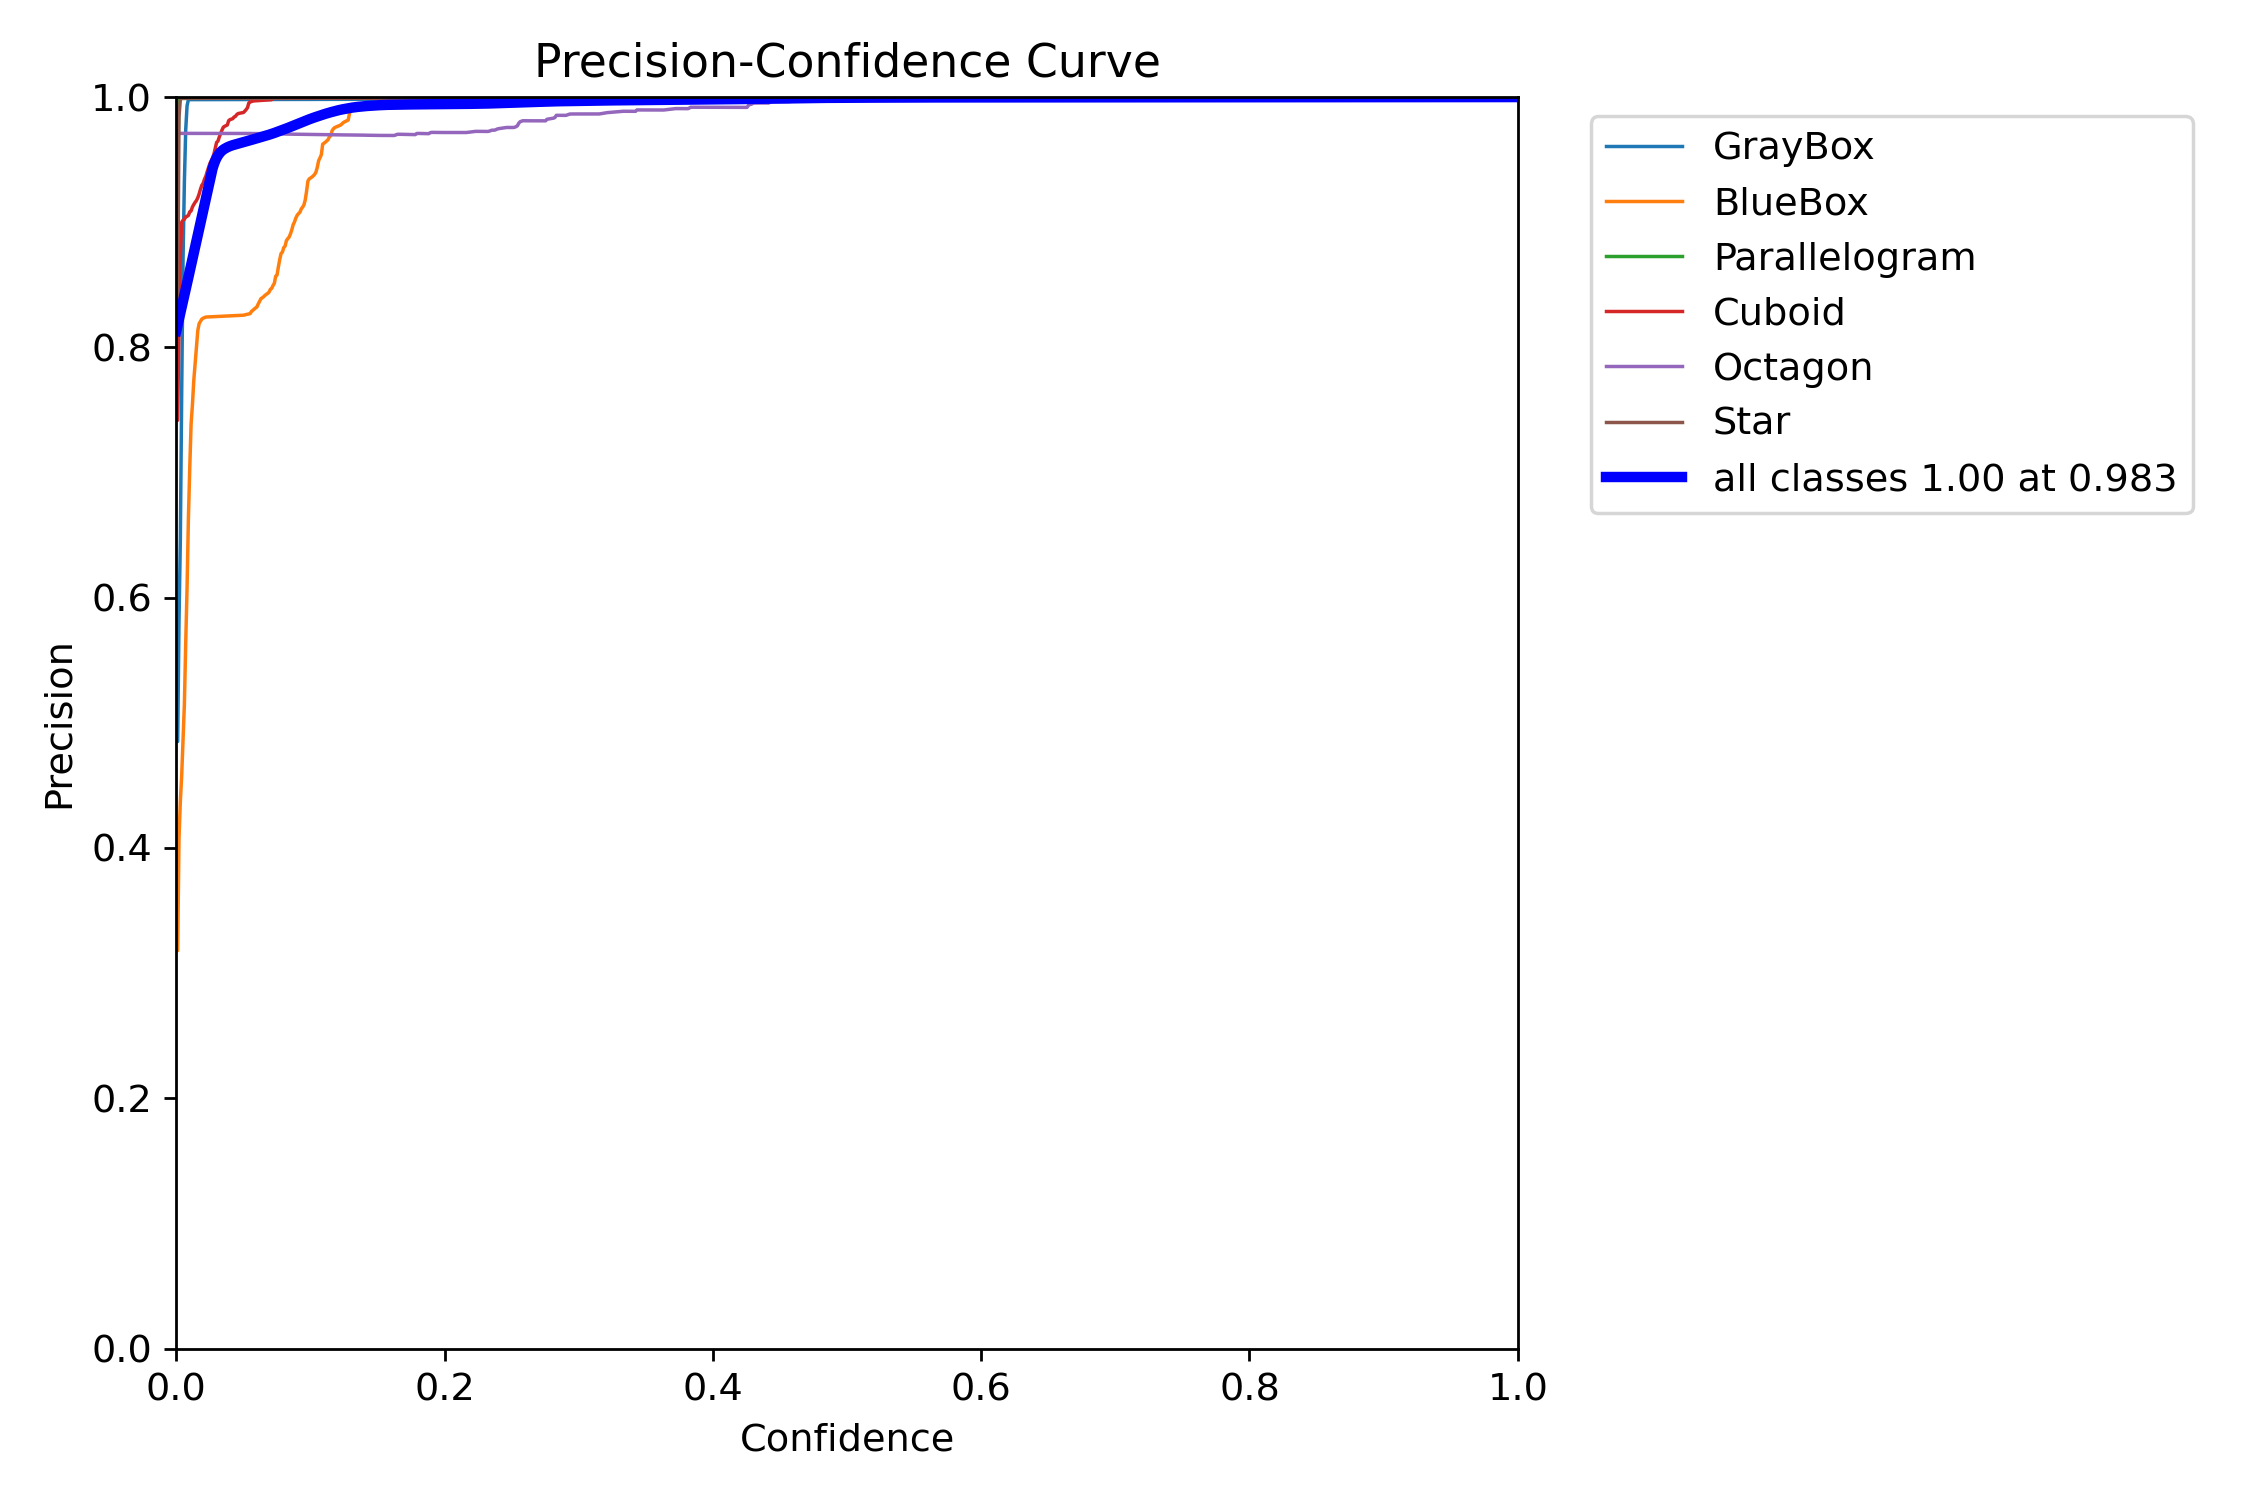 Precision-Confidence Curve
1.0
0.8
0.6
0.4
0.2
0.0
Precision
0.0 0.2 0.4 0.6 0.8 1.0
Confidence
GrayBox
BlueBox
Parallelogram
Cuboid
Octagon
Star
all classes 1.00 at 0.983